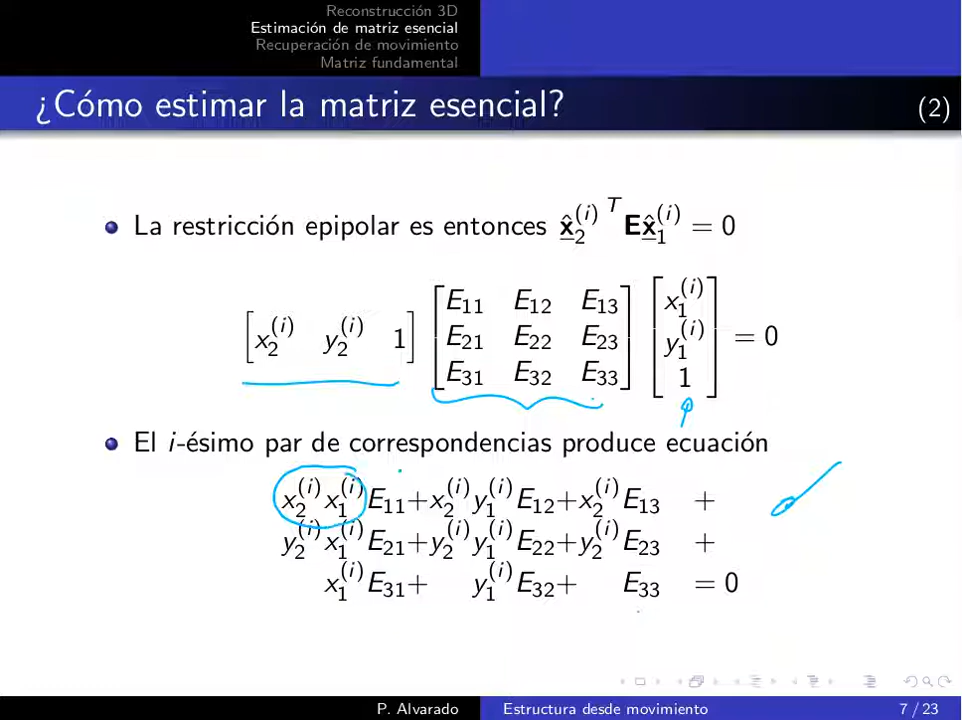 Reconstrucción 3D
Estimación de matriz esencial
Recuperación de movimiento
Matriz fundamental
¿Cómo estimar la matriz esencial? (2)
La restricción epipolar es entonces x̂₂⁽ⁱ⁾ᵀ E x̂₁⁽ⁱ⁾ = 0
[x₂⁽ⁱ⁾ y₂⁽ⁱ⁾ 1] [E₁₁ E₁₂ E₁₃; E₂₁ E₂₂ E₂₃; E₃₁ E₃₂ E₃₃] [x₁⁽ⁱ⁾; y₁⁽ⁱ⁾; 1] = 0
El i-ésimo par de correspondencias produce ecuación
x₂⁽ⁱ⁾x₁⁽ⁱ⁾E₁₁+x₂⁽ⁱ⁾y₁⁽ⁱ⁾E₁₂+x₂⁽ⁱ⁾E₁₃ +
y₂⁽ⁱ⁾x₁⁽ⁱ⁾E₂₁+y₂⁽ⁱ⁾y₁⁽ⁱ⁾E₂₂+y₂⁽ⁱ⁾E₂₃ +
x₁⁽ⁱ⁾E₃₁+ y₁⁽ⁱ⁾E₃₂+ E₃₃ = 0
P. Alvarado Estructura desde movimiento 7 / 23